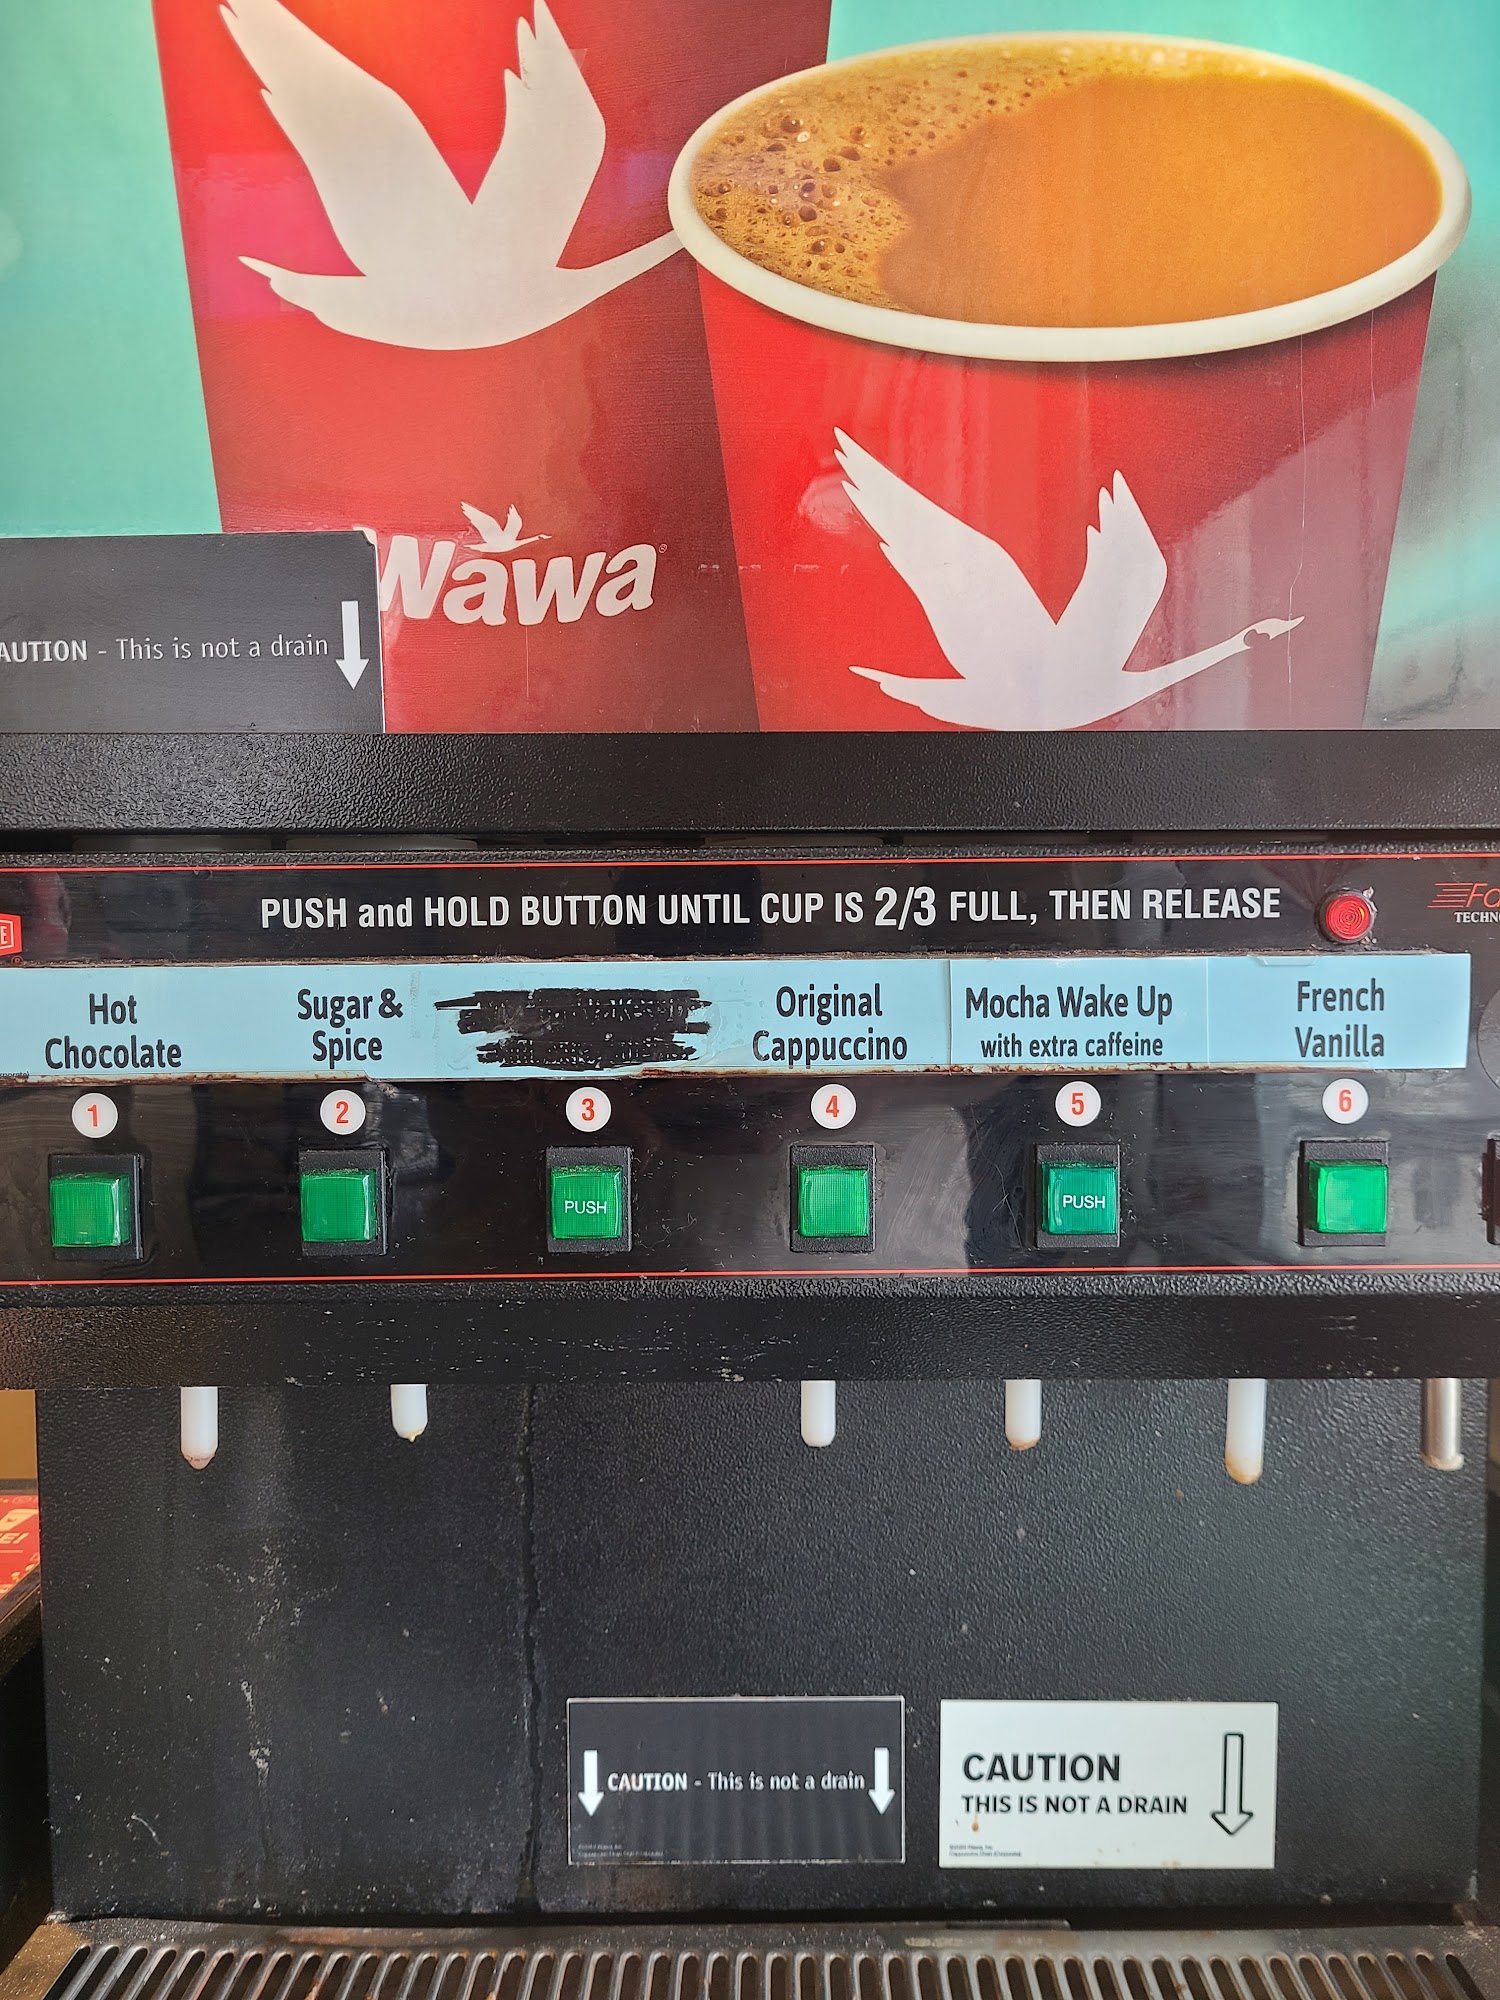 Wawa
AUTION - This is not a drain
PUSH and HOLD BUTTON UNTIL CUP IS 2/3 FULL, THEN RELEASE
Hot
Chocolate
Sugar &
Spice
Original
Cappuccino
Mocha Wake Up
with extra caffeine
French
Vanilla
1
2
3
4
5
6
PUSH
PUSH
CAUTION - This is not a drain
CAUTION
THIS IS NOT A DRAIN